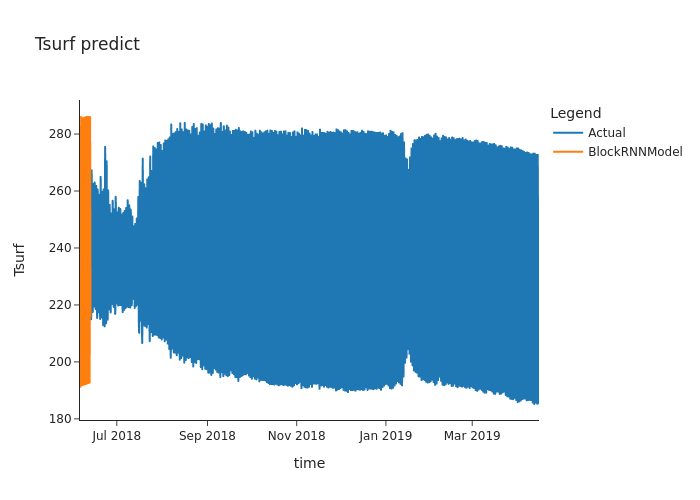 Tsurf predict
Legend
Actual
BlockRNNModel
Tsurf
280
260
240
220
200
180
Jul 2018
Sep 2018
Nov 2018
Jan 2019
Mar 2019
time